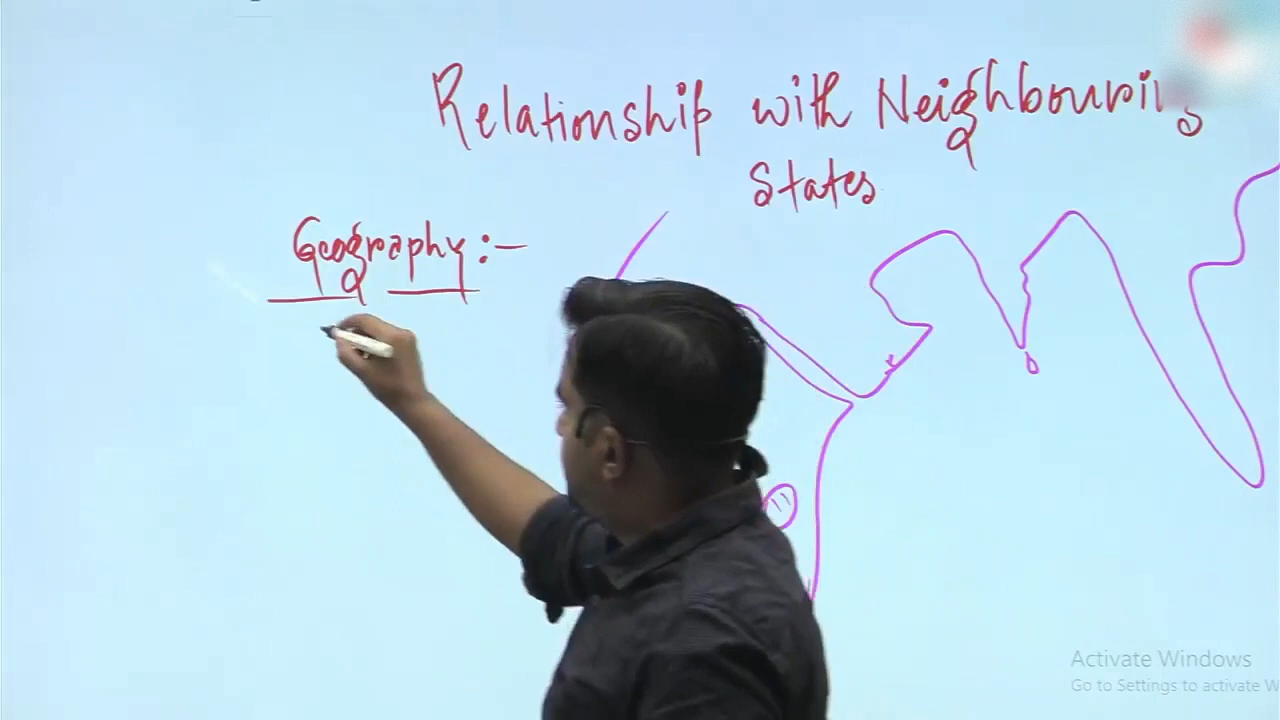 Relationship with Neighbouring
States
Geography :-
Activate Windows
Go to Settings to activate W